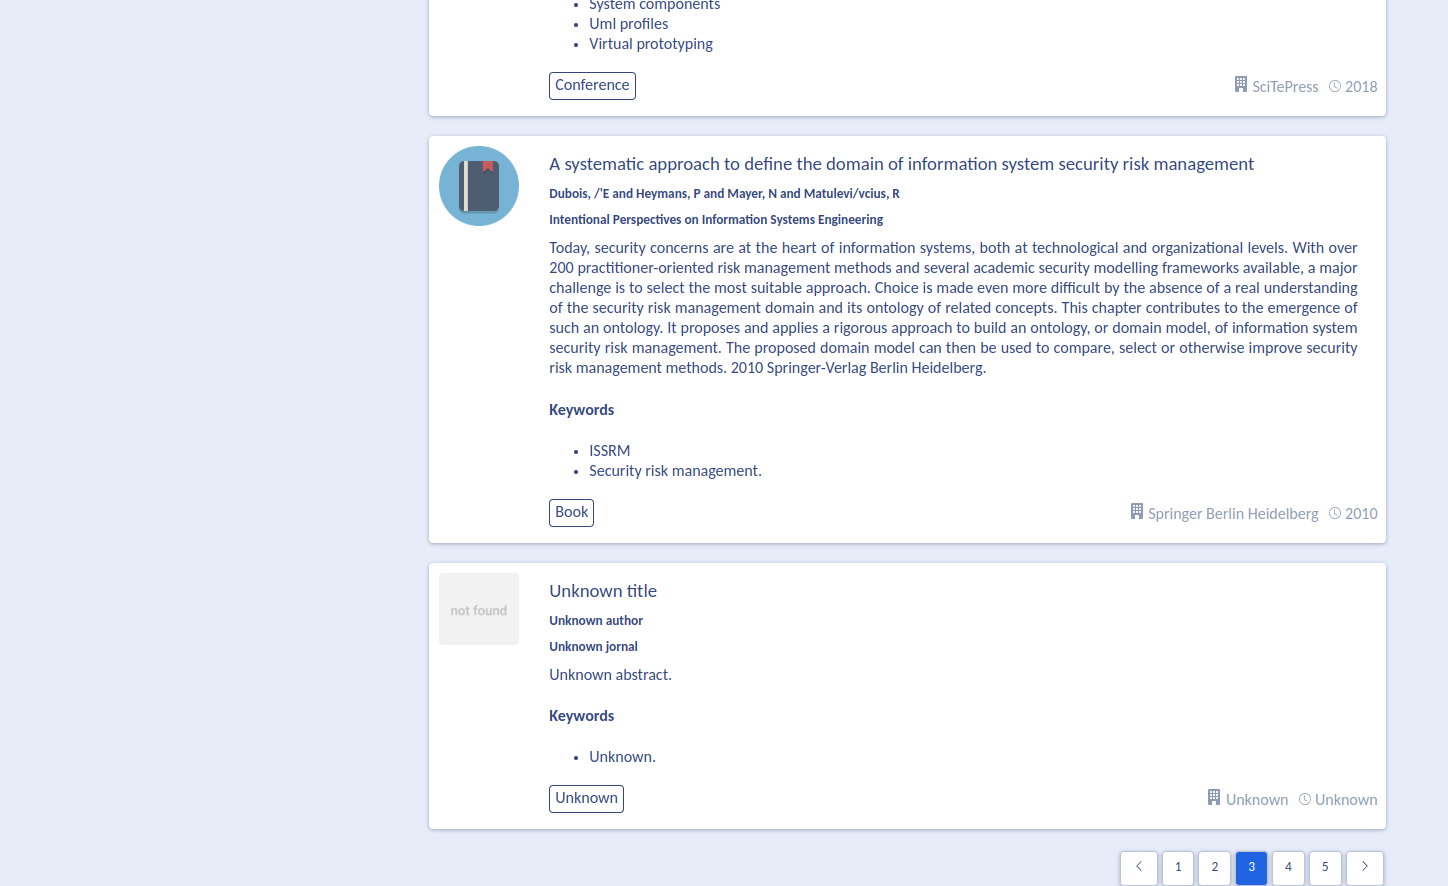 System components
Uml profiles
Virtual prototyping
Conference
SciTePress 2018
A systematic approach to define the domain of information system security risk management
Dubois, /'E and Heymans, P and Mayer, N and Matulevi/vcius, R
Intentional Perspectives on Information Systems Engineering
Today, security concerns are at the heart of information systems, both at technological and organizational levels. With over
200 practitioner-oriented risk management methods and several academic security modelling frameworks available, a major
challenge is to select the most suitable approach. Choice is made even more difficult by the absence of a real understanding
of the security risk management domain and its ontology of related concepts. This chapter contributes to the emergence of
such an ontology. It proposes and applies a rigorous approach to build an ontology, or domain model, of information system
security risk management. The proposed domain model can then be used to compare, select or otherwise improve security
risk management methods. 2010 Springer-Verlag Berlin Heidelberg.
Keywords
ISSRM
Security risk management.
Book
Springer Berlin Heidelberg 2010
not found
Unknown title
Unknown author
Unknown jornal
Unknown abstract.
Keywords
Unknown.
Unknown
Unknown Unknown
1 2 3 4 5